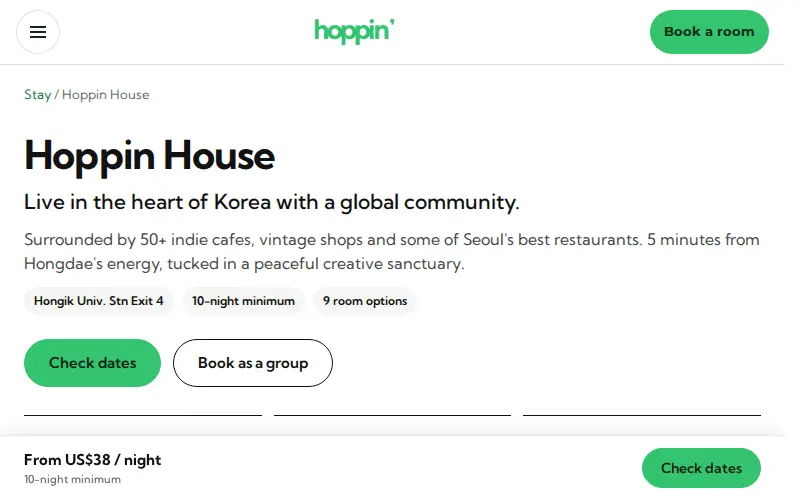 hoppin'
Book a room
Stay / Hoppin House
Hoppin House
Live in the heart of Korea with a global community.
Surrounded by 50+ indie cafes, vintage shops and some of Seoul's best restaurants. 5 minutes from
Hongdae's energy, tucked in a peaceful creative sanctuary.
Hongik Univ. Stn Exit 4
10-night minimum
9 room options
Check dates
Book as a group
From US$38 / night
10-night minimum
Check dates